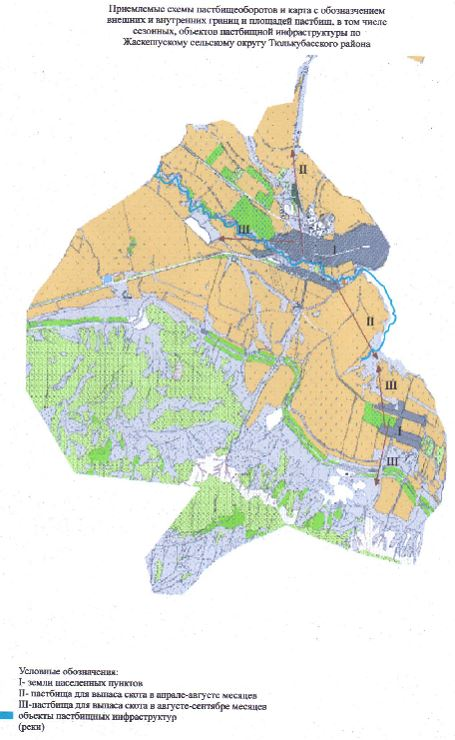 Приемлемые схемы пастбищеоборотов и карта с обозначением
внешних и внутренних границ и площадей пастбищ, в том числе
сезонных, объектов пастбищной инфраструктуры по
Жаскешускому сельскому округу Тюлькубасского района
II
III
I
II
III
I
III
Условные обозначения:
I- земли населенных пунктов
II- пастбища для выпаса скота в апрале-августе месяцев
III-пастбища для выпаса скота в августе-сентябре месяцев
объекты пастбищных инфраструктур
(реки)